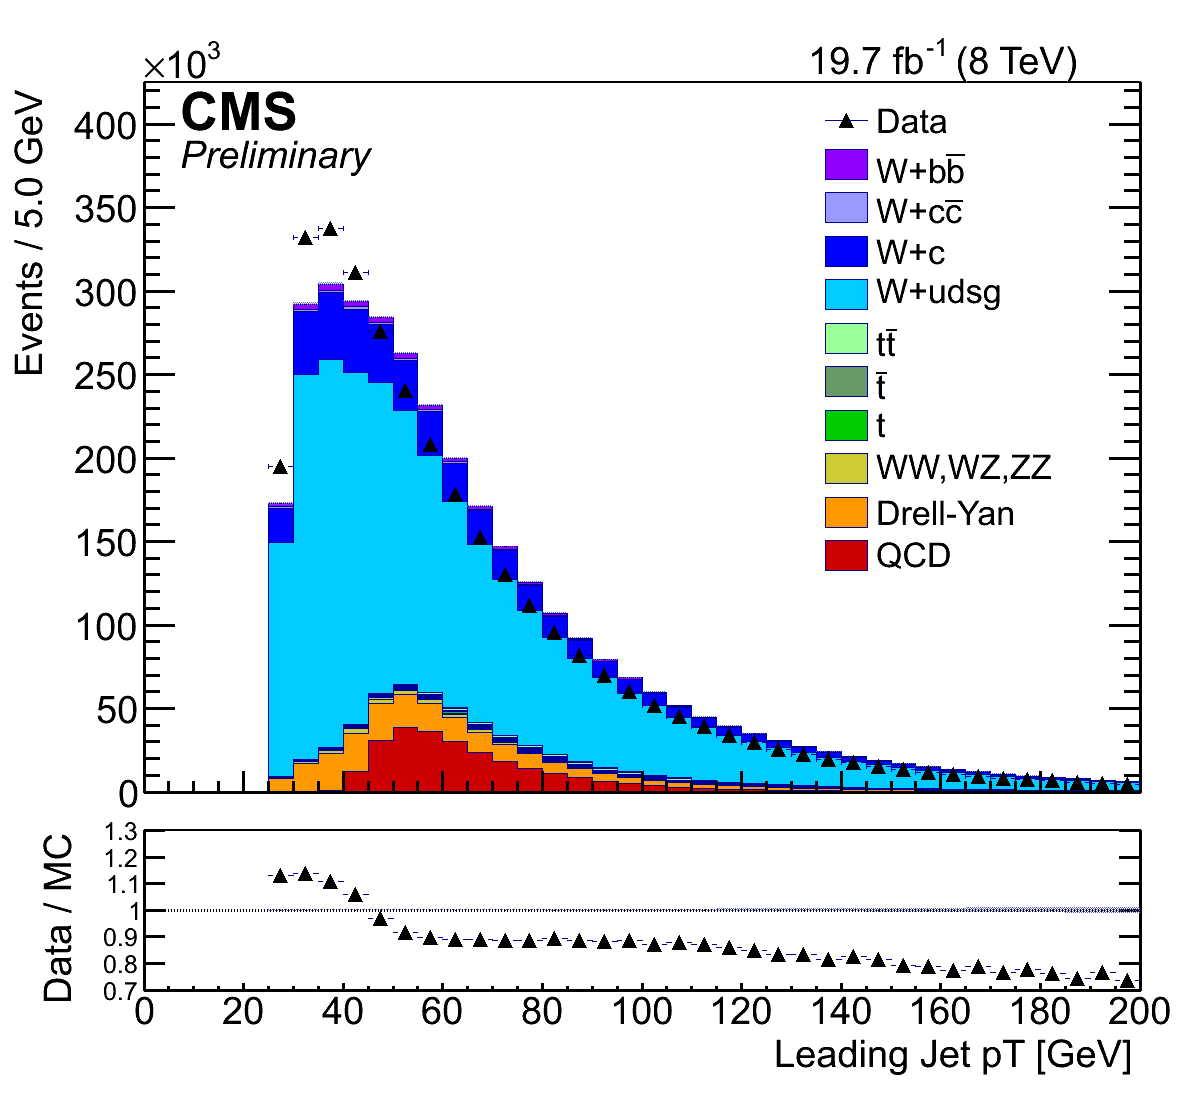 ×10³
19.7 fb⁻¹ (8 TeV)
CMS
Preliminary
Events / 5.0 GeV
400
350
300
250
200
150
100
50
0
Data
W+bb̅
W+cc̅
W+c
W+udsg
tt̅
t̅
t
WW,WZ,ZZ
Drell-Yan
QCD
Data / MC
1.3
1.2
1.1
1
0.9
0.8
0.7
0 20 40 60 80 100 120 140 160 180 200
Leading Jet pT [GeV]